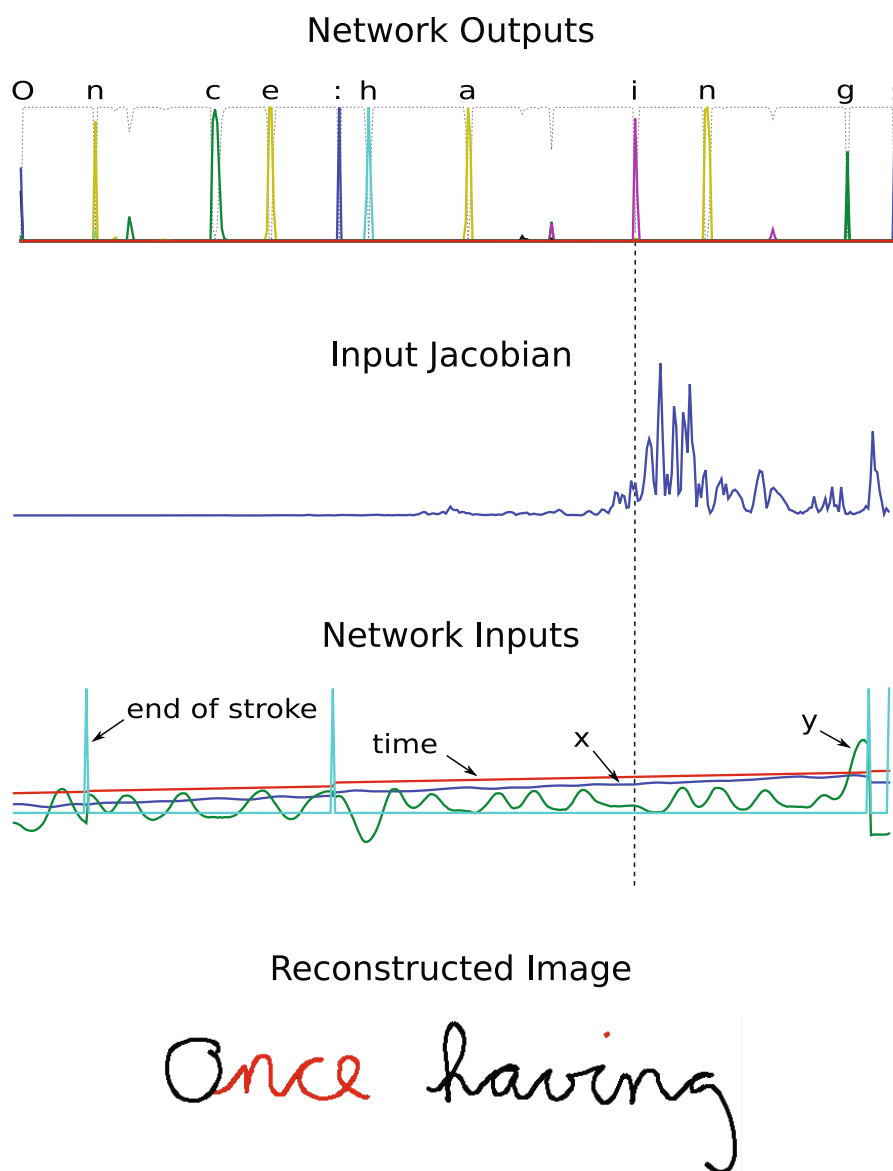 Network Outputs
O n c e : h a i n g :
Input Jacobian
Network Inputs
end of stroke
time
x
y
Reconstructed Image
Once having